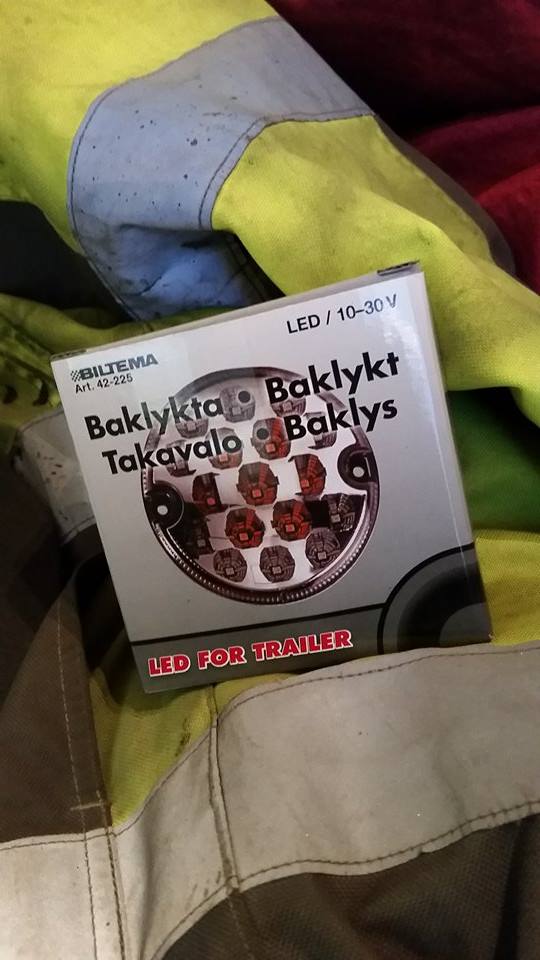 BILTEMA
Art. 42-225
LED / 10-30 V
Baklykta • Baklykt
Takavalo • Baklys
LED FOR TRAILER